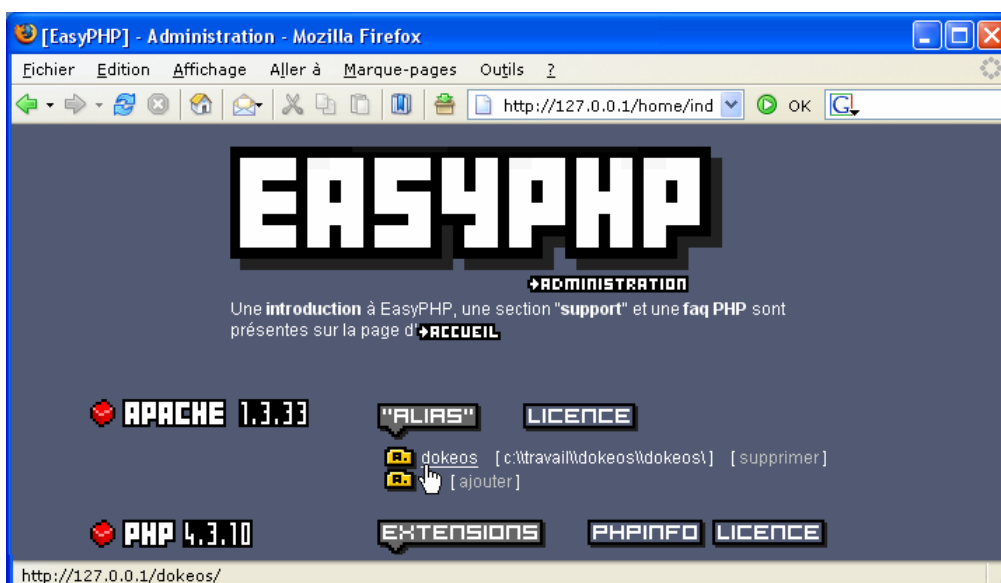 [EasyPHP] - Administration - Mozilla Firefox
Fichier Edition Affichage Aller à Marque-pages Outils ?
http://127.0.0.1/home/ind OK G
EASYPHP
ADMINISTRATION
Une introduction à EasyPHP, une section "support" et une faq PHP sont
présentes sur la page d'ACCUEIL
APACHE 1.3.33 "ALIAS" LICENCE
A. dokeos [ c:\\travail\\dokeos\\dokeos\ ] [ supprimer ]
A. [ ajouter ]
PHP 4.3.10 EXTENSIONS PHPINFO LICENCE
http://127.0.0.1/dokeos/